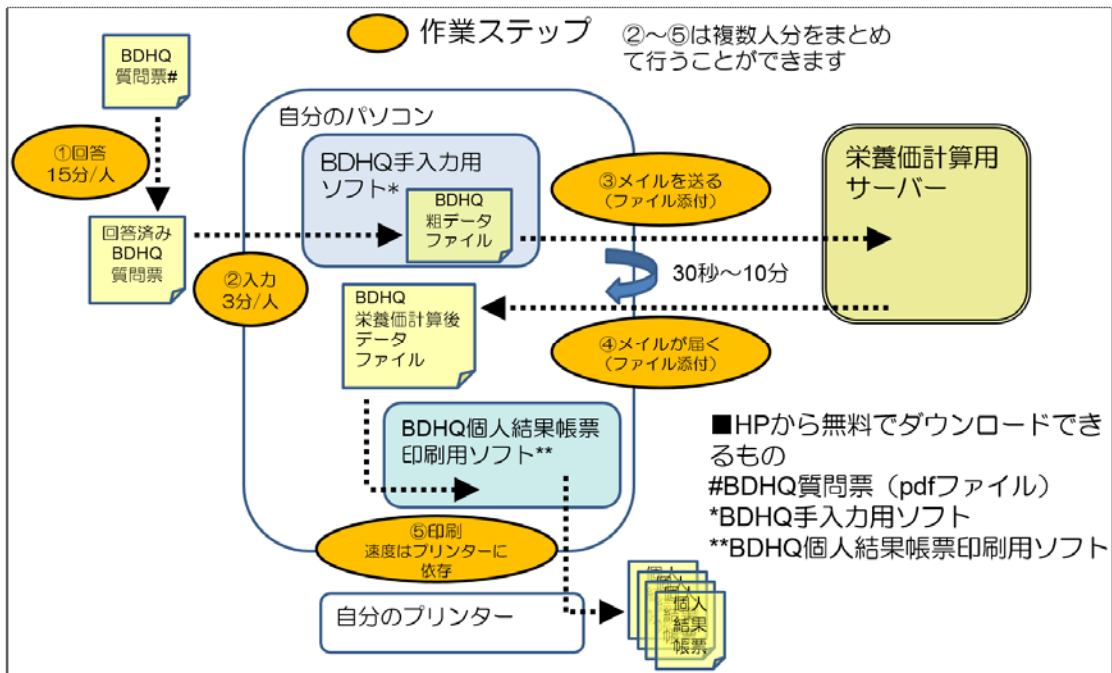 作業ステップ
②～⑤は複数人分をまとめ
て行うことができます
BDHQ
質問票#
①回答
15分/人
回答済み
BDHQ
質問票
②入力
3分/人
自分のパソコン
BDHQ手入力用
ソフト*
BDHQ
粗データ
ファイル
③メイルを送る
（ファイル添付）
栄養価計算用
サーバー
30秒～10分
BDHQ
栄養価計算後
データ
ファイル
④メイルが届く
（ファイル添付）
BDHQ個人結果帳票
印刷用ソフト**
⑤印刷
速度はプリンターに
依存
自分のプリンター
個人
結果
帳票
■HPから無料でダウンロードでき
るもの
#BDHQ質問票（pdfファイル）
*BDHQ手入力用ソフト
**BDHQ個人結果帳票印刷用ソフト